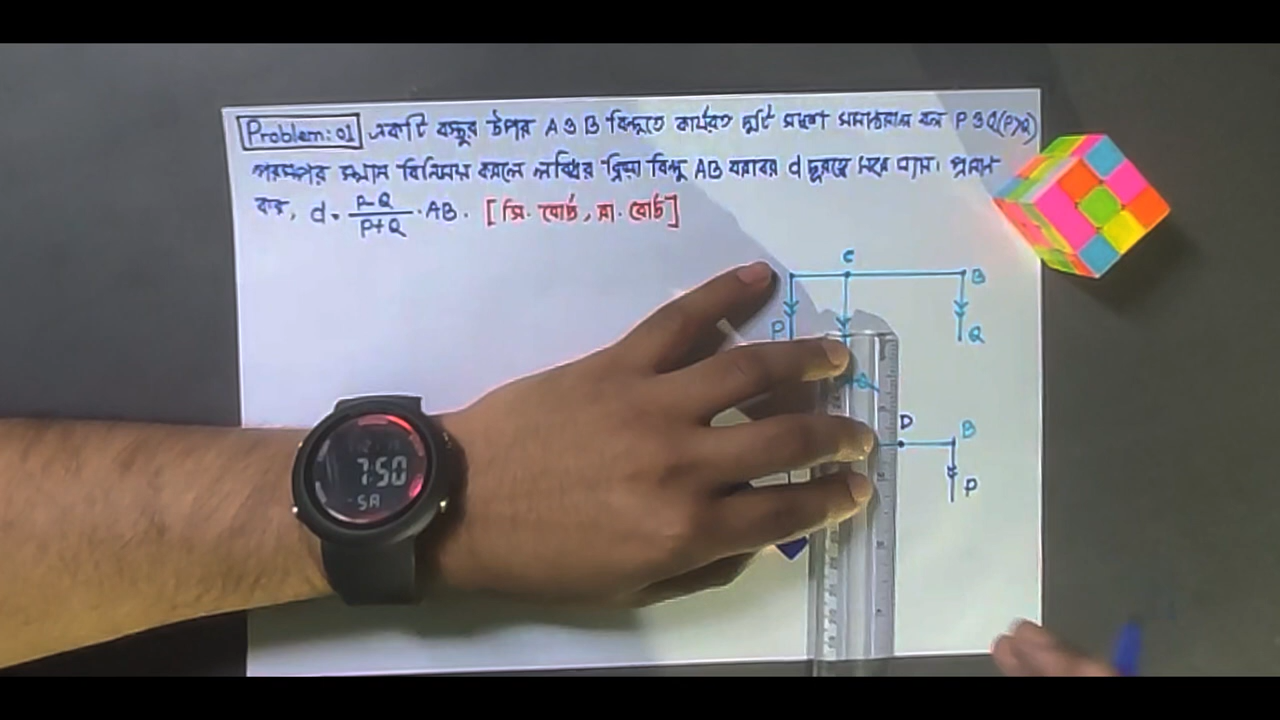 Problem: 01 একটি বস্তুর উপর A ও B বিন্দুতে কার্যরত দুটি সদৃশ সমান্তরাল বল P ও Q(P>Q)
পরস্পর স্থান বিনিময় করলে লব্ধির ক্রিয়া বিন্দু AB বরাবর d দূরত্বে সরে যায়। প্রমাণ
কর, d = P-Q / P+Q · AB. [সি. বোর্ড, মা. বোর্ড]
C
B
P
Q
Q
D
B
P
7:50
SA